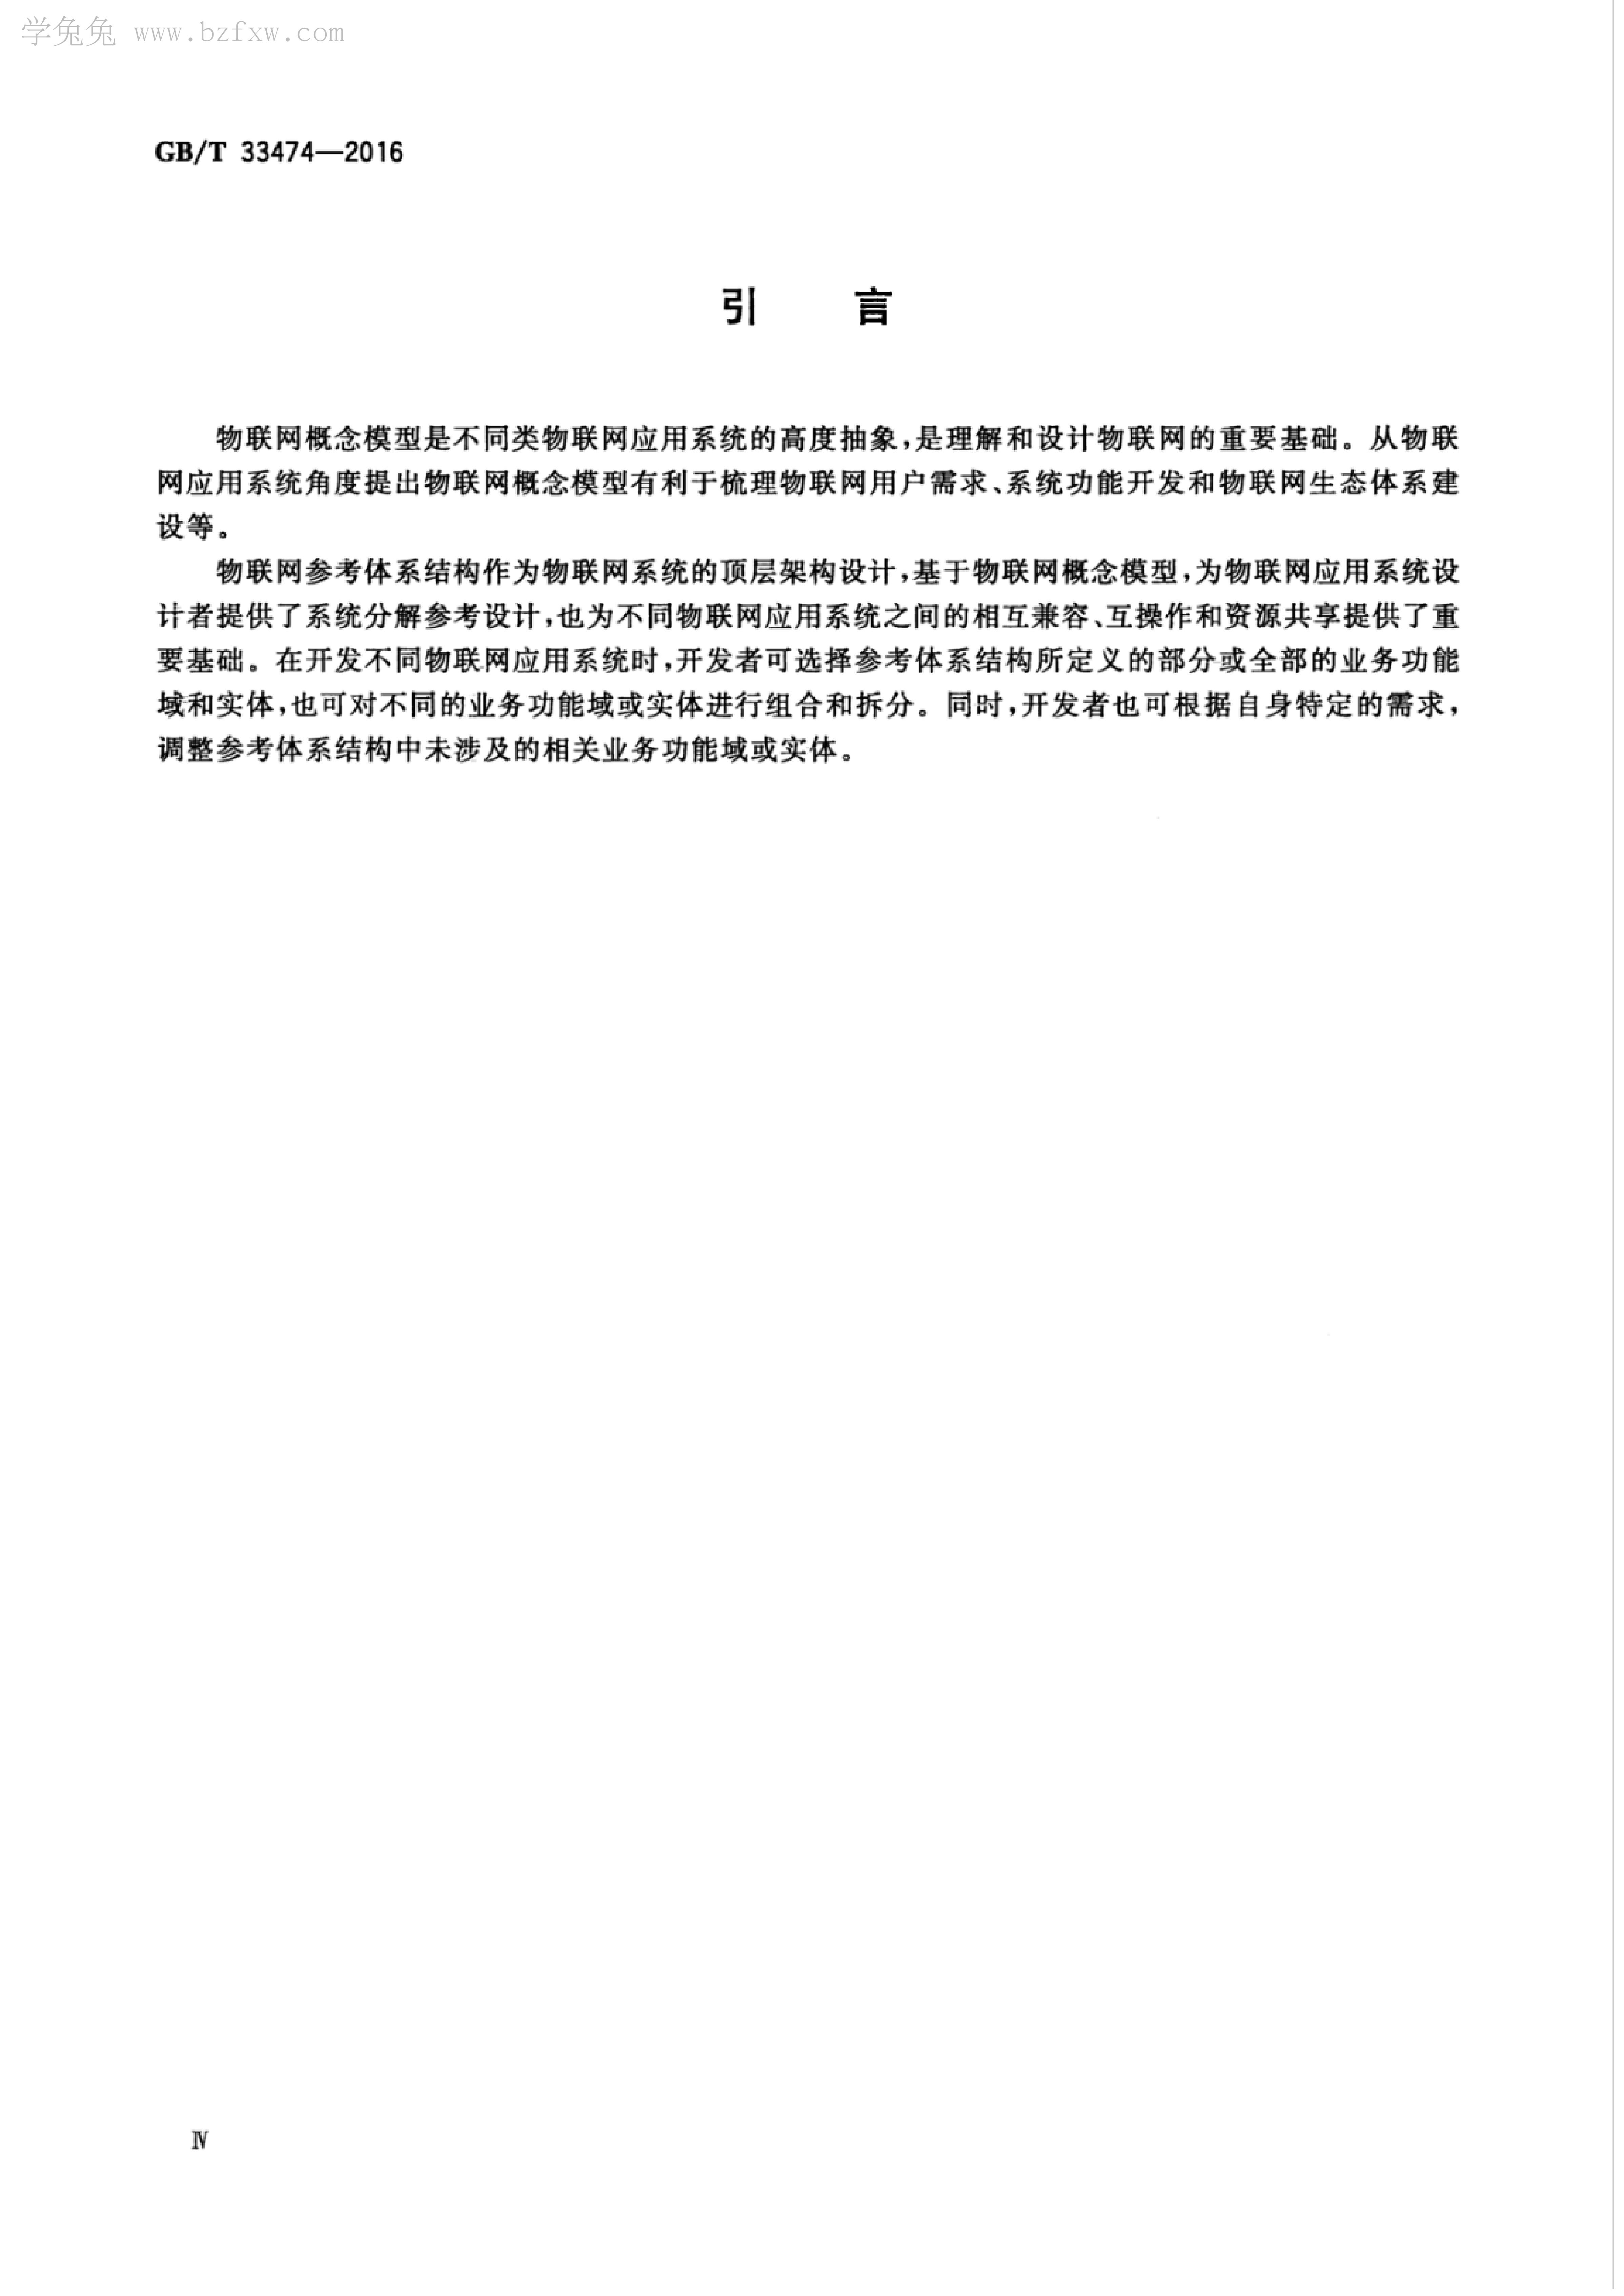 学兔兔 www.bzfxw.com
GB/T 33474—2016
引 言
物联网概念模型是不同类物联网应用系统的高度抽象,是理解和设计物联网的重要基础。从物联
网应用系统角度提出物联网概念模型有利于梳理物联网用户需求、系统功能开发和物联网生态体系建
设等。
物联网参考体系结构作为物联网系统的顶层架构设计,基于物联网概念模型,为物联网应用系统设
计者提供了系统分解参考设计,也为不同物联网应用系统之间的相互兼容、互操作和资源共享提供了重
要基础。在开发不同物联网应用系统时,开发者可选择参考体系结构所定义的部分或全部的业务功能
域和实体,也可对不同的业务功能域或实体进行组合和拆分。同时,开发者也可根据自身特定的需求,
调整参考体系结构中未涉及的相关业务功能域或实体。
Ⅳ